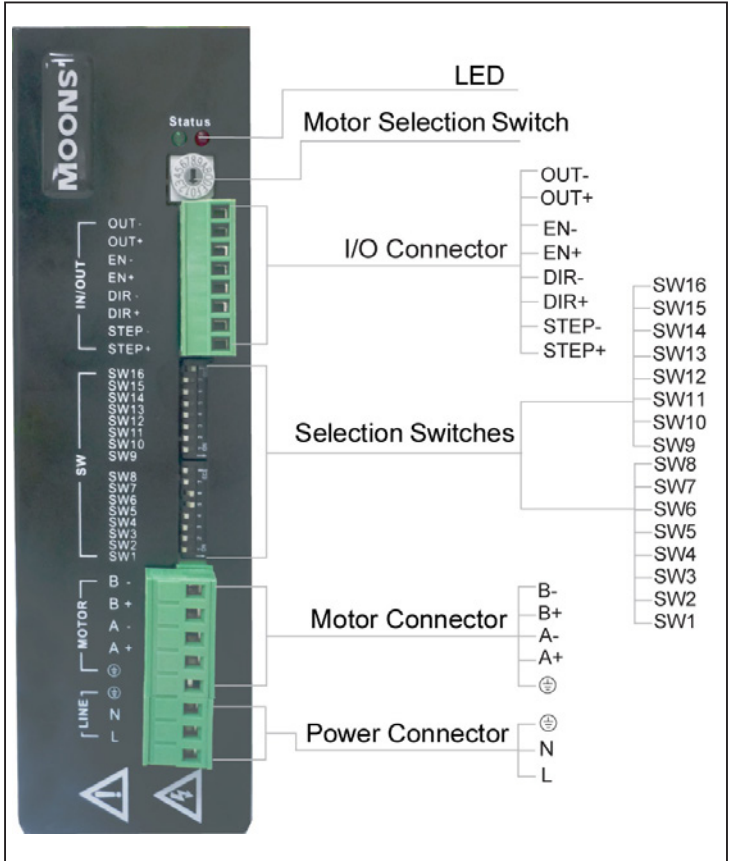 MOONS'
Status
IN/OUT
OUT-
OUT+
EN-
EN+
DIR-
DIR+
STEP-
STEP+
SW
SW16
SW15
SW14
SW13
SW12
SW11
SW10
SW9
SW8
SW7
SW6
SW5
SW4
SW3
SW2
SW1
MOTOR
B -
B +
A -
A +
LINE
N
L
LED
Motor Selection Switch
I/O Connector
OUT-
OUT+
EN-
EN+
DIR-
DIR+
STEP-
STEP+
Selection Switches
SW16
SW15
SW14
SW13
SW12
SW11
SW10
SW9
SW8
SW7
SW6
SW5
SW4
SW3
SW2
SW1
Motor Connector
B-
B+
A-
A+
Power Connector
N
L